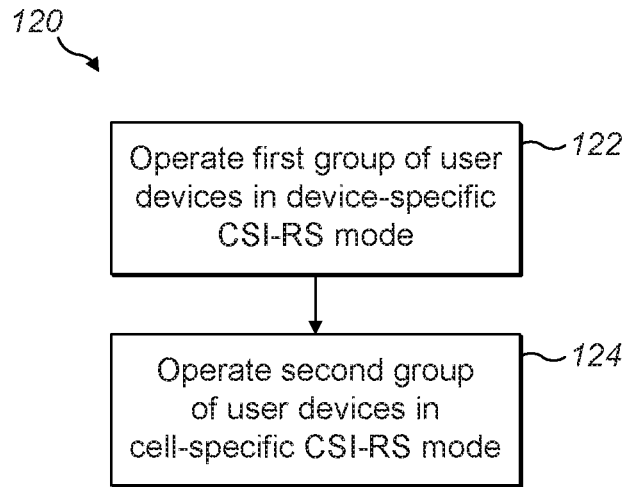 120
Operate first group of user
devices in device-specific
CSI-RS mode
122
Operate second group
of user devices in
cell-specific CSI-RS mode
124